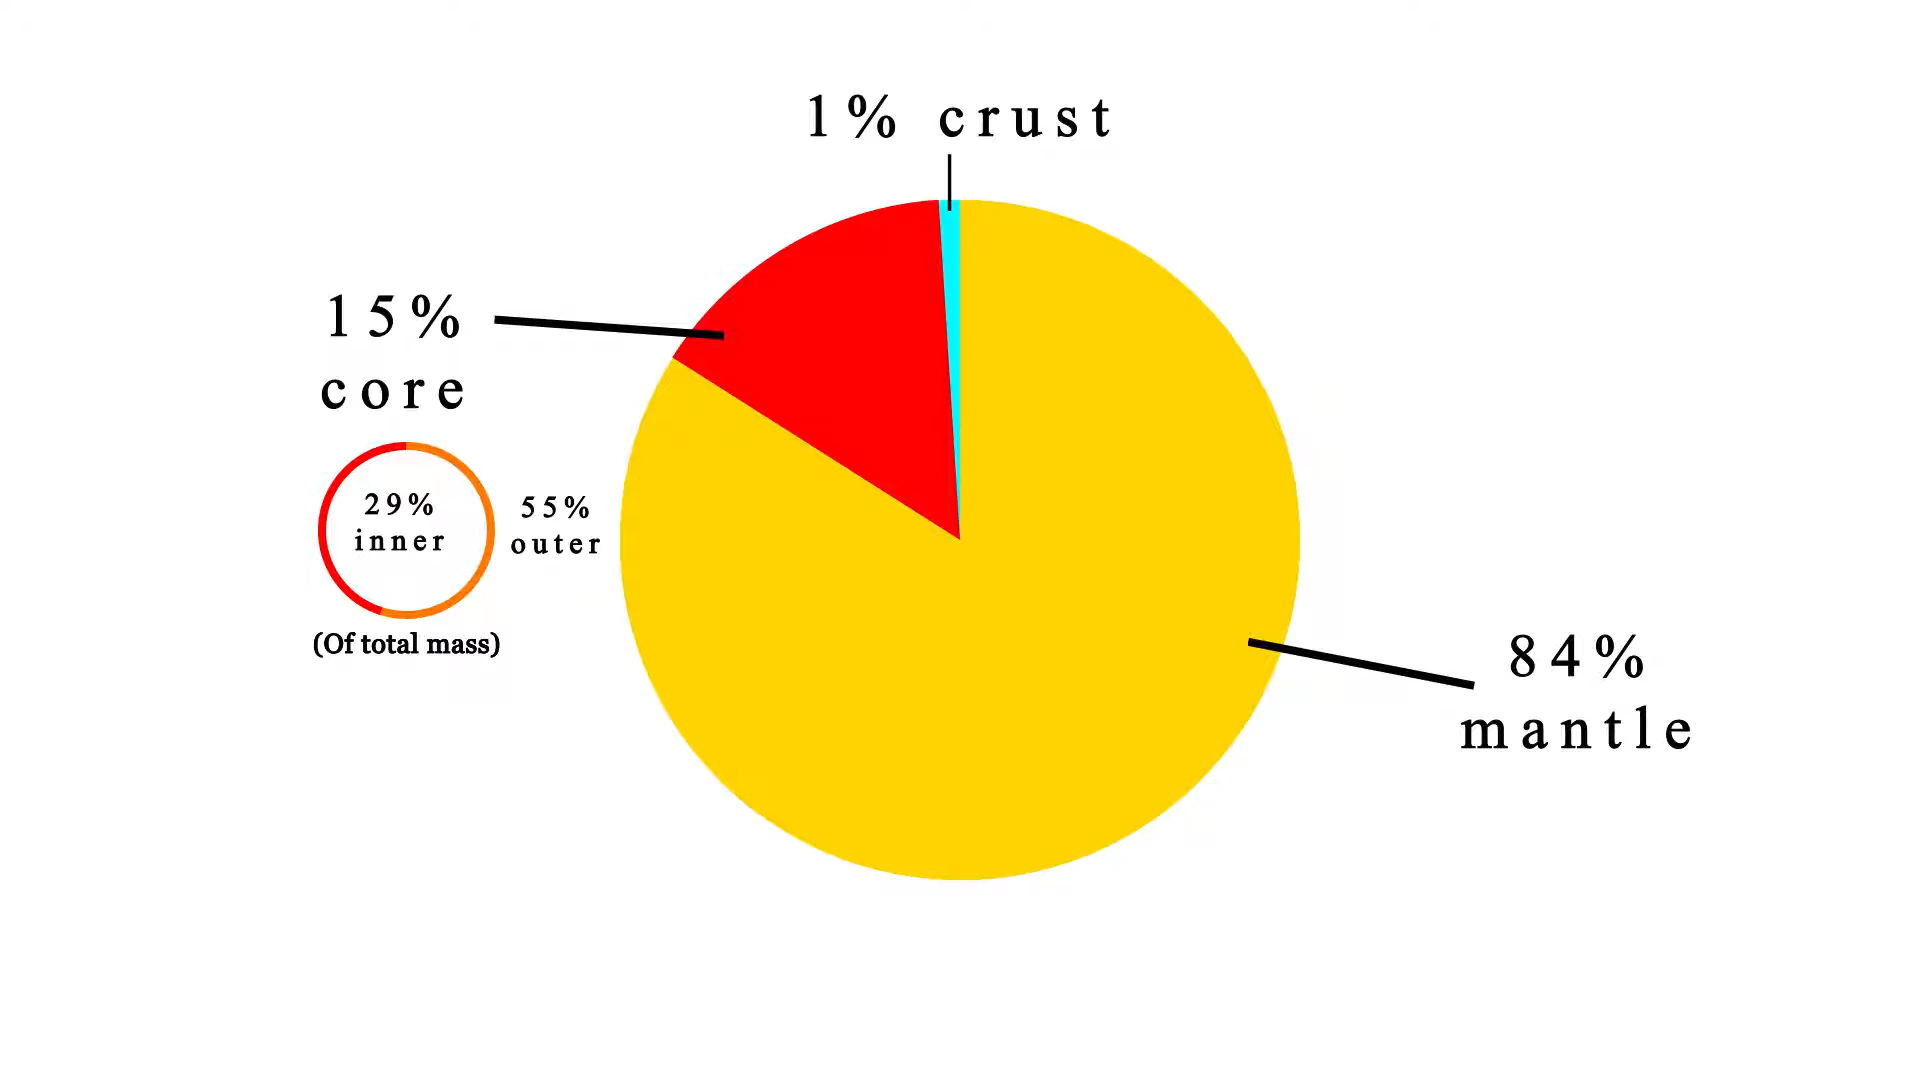 1% crust
15%
core
29%
inner
55%
outer
(Of total mass)
84%
mantle